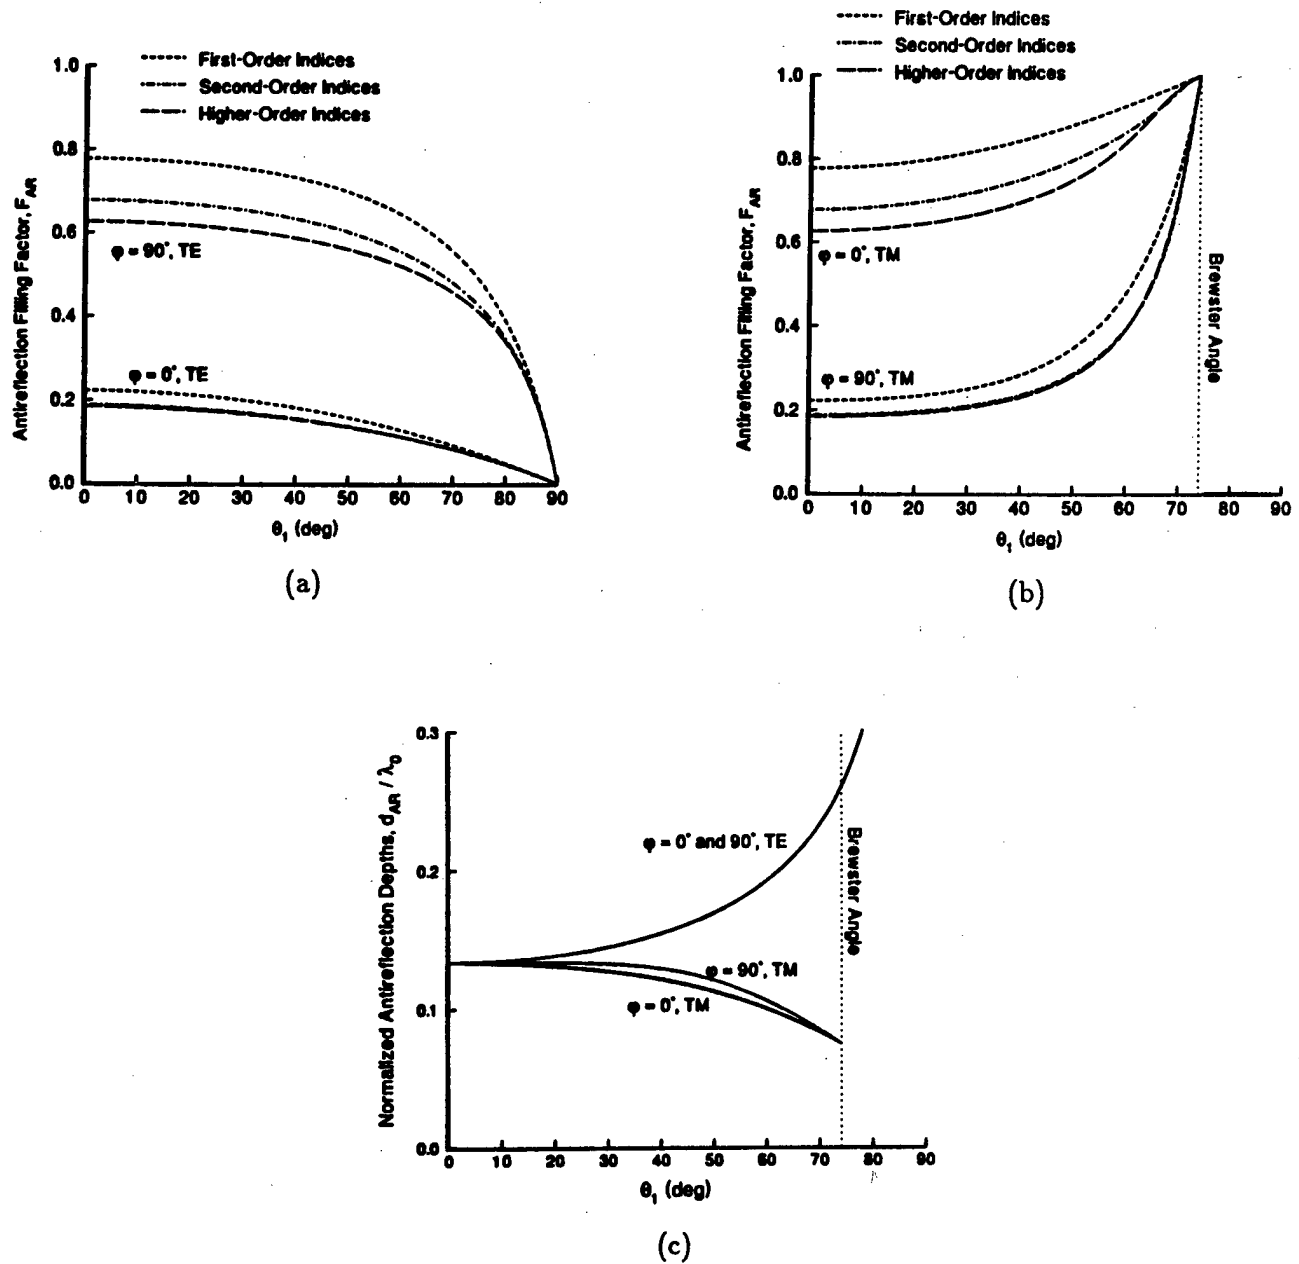 First-Order Indices
Second-Order Indices
Higher-Order Indices
1.0
0.8
0.6
0.4
0.2
0.0
Antireflection Filling Factor, F_AR
φ = 90°, TE
φ = 0°, TE
0 10 20 30 40 50 60 70 80 90
θ₁ (deg)
(a)
First-Order Indices
Second-Order Indices
Higher-Order Indices
1.0
0.8
0.6
0.4
0.2
0.0
Antireflection Filling Factor, F_AR
φ = 0°, TM
φ = 90°, TM
Brewster Angle
0 10 20 30 40 50 60 70 80 90
θ₁ (deg)
(b)
0.3
0.2
0.1
0.0
Normalized Antireflection Depths, d_AR / λ₀
φ = 0° and 90°, TE
φ = 90°, TM
φ = 0°, TM
Brewster Angle
0 10 20 30 40 50 60 70 80 90
θ₁ (deg)
(c)